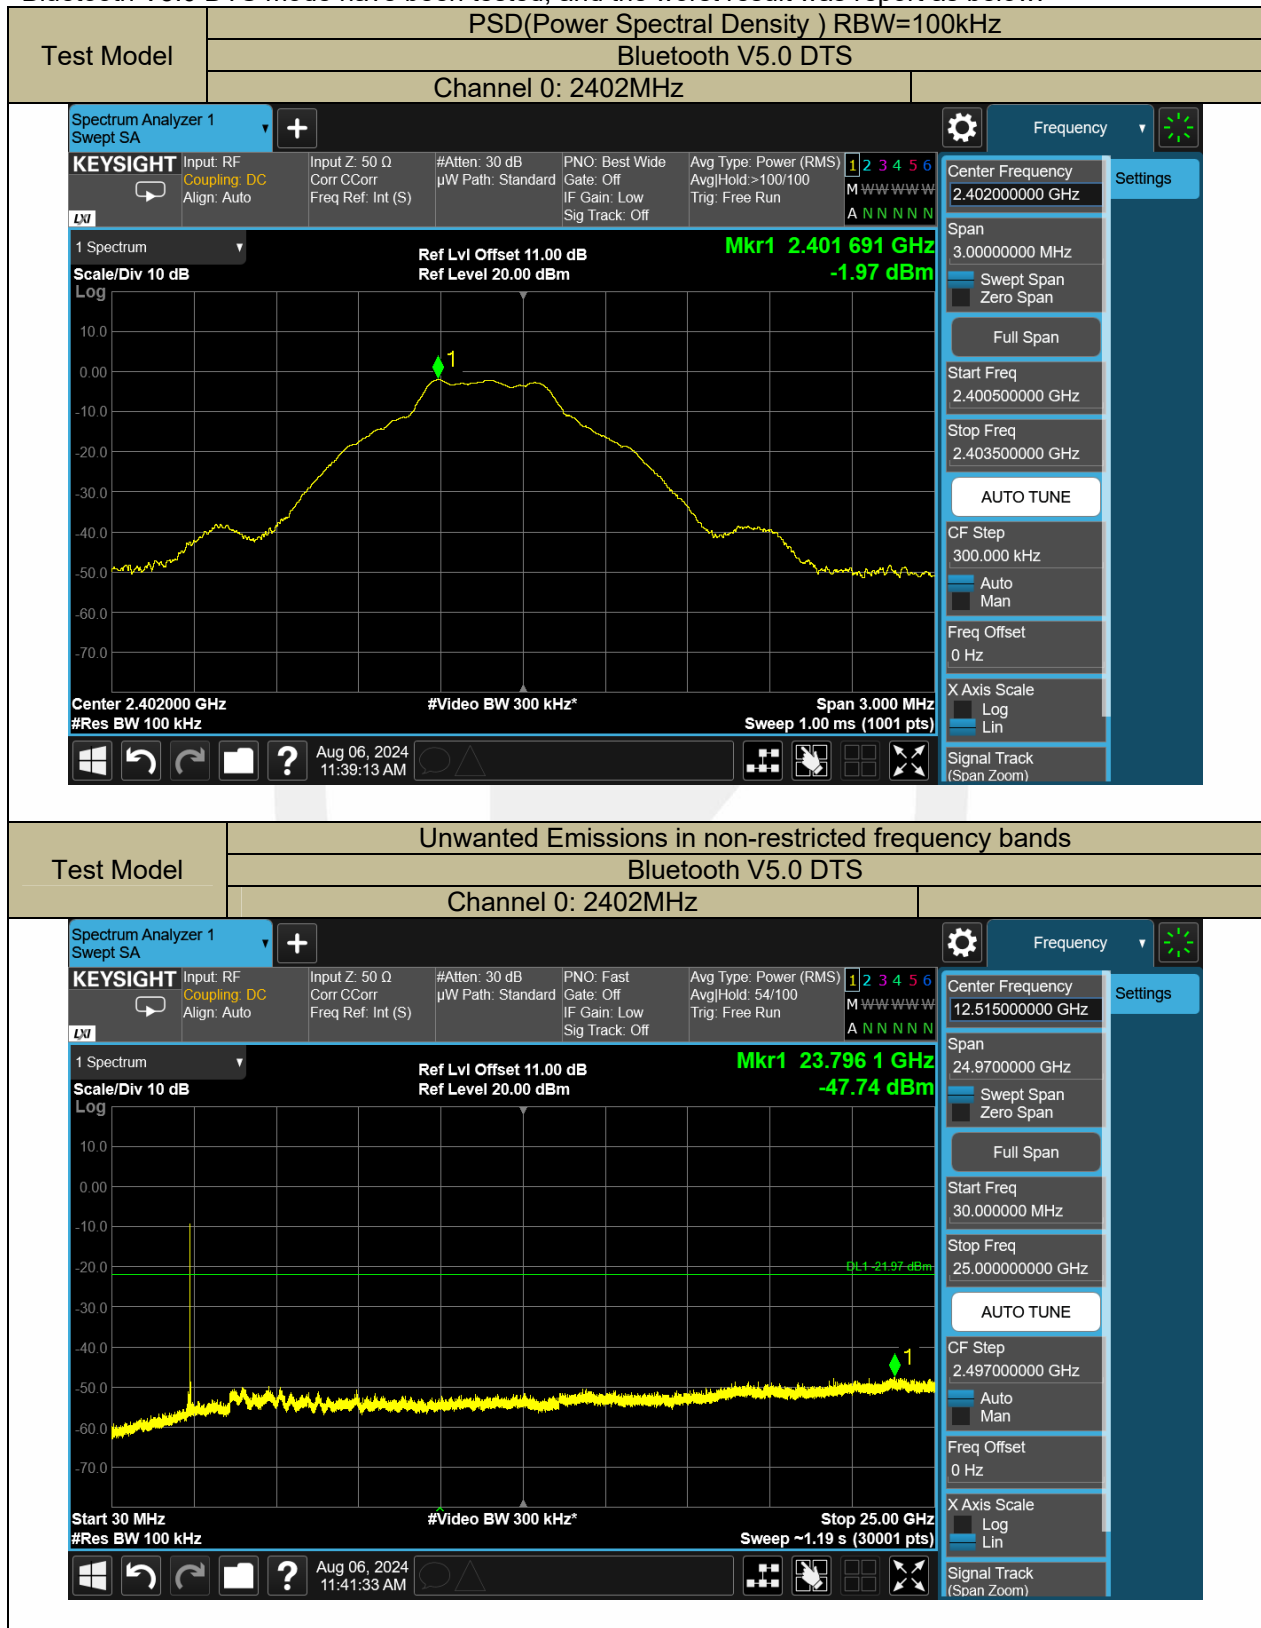 Bluetooth V5.0 DTS mode have been tested, and the worst result was report as below:
Test Model
PSD(Power Spectral Density ) RBW=100kHz
Bluetooth V5.0 DTS
Channel 0: 2402MHz
Spectrum Analyzer 1
Swept SA
+
Frequency
KEYSIGHT
LXI
Input: RF
Coupling: DC
Align: Auto
Input Z: 50 Ω
Corr CCorr
Freq Ref: Int (S)
#Atten: 30 dB
µW Path: Standard
PNO: Best Wide
Gate: Off
IF Gain: Low
Sig Track: Off
Avg Type: Power (RMS)
Avg|Hold:>100/100
Trig: Free Run
1 2 3 4 5 6
M W W W W W
A N N N N N
1 Spectrum
Scale/Div 10 dB
Log
Ref Lvl Offset 11.00 dB
Ref Level 20.00 dBm
Mkr1 2.401 691 GHz
-1.97 dBm
1
10.0
0.00
-10.0
-20.0
-30.0
-40.0
-50.0
-60.0
-70.0
Center 2.402000 GHz
#Res BW 100 kHz
#Video BW 300 kHz*
Span 3.000 MHz
Sweep 1.00 ms (1001 pts)
?
Aug 06, 2024
11:39:13 AM
Center Frequency
2.402000000 GHz
Settings
Span
3.00000000 MHz
Swept Span
Zero Span
Full Span
Start Freq
2.400500000 GHz
Stop Freq
2.403500000 GHz
AUTO TUNE
CF Step
300.000 kHz
Auto
Man
Freq Offset
0 Hz
X Axis Scale
Log
Lin
Signal Track
(Span Zoom)
Test Model
Unwanted Emissions in non-restricted frequency bands
Bluetooth V5.0 DTS
Channel 0: 2402MHz
Spectrum Analyzer 1
Swept SA
+
Frequency
KEYSIGHT
LXI
Input: RF
Coupling: DC
Align: Auto
Input Z: 50 Ω
Corr CCorr
Freq Ref: Int (S)
#Atten: 30 dB
µW Path: Standard
PNO: Fast
Gate: Off
IF Gain: Low
Sig Track: Off
Avg Type: Power (RMS)
Avg|Hold: 54/100
Trig: Free Run
1 2 3 4 5 6
M W W W W W
A N N N N N
1 Spectrum
Scale/Div 10 dB
Log
Ref Lvl Offset 11.00 dB
Ref Level 20.00 dBm
Mkr1 23.796 1 GHz
-47.74 dBm
10.0
0.00
-10.0
-20.0
DL1 -21.97 dBm
-30.0
-40.0
1
-50.0
-60.0
-70.0
Start 30 MHz
#Res BW 100 kHz
#Video BW 300 kHz*
Stop 25.00 GHz
Sweep ~1.19 s (30001 pts)
?
Aug 06, 2024
11:41:33 AM
Center Frequency
12.515000000 GHz
Settings
Span
24.9700000 GHz
Swept Span
Zero Span
Full Span
Start Freq
30.000000 MHz
Stop Freq
25.000000000 GHz
AUTO TUNE
CF Step
2.497000000 GHz
Auto
Man
Freq Offset
0 Hz
X Axis Scale
Log
Lin
Signal Track
(Span Zoom)